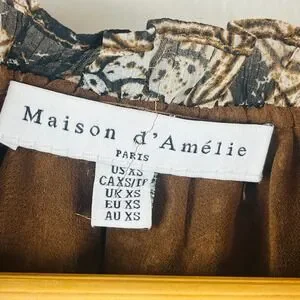 Maison d'Amélie
PARIS
US XS
CA XS/TP
UK XS
EU XS
AU XS